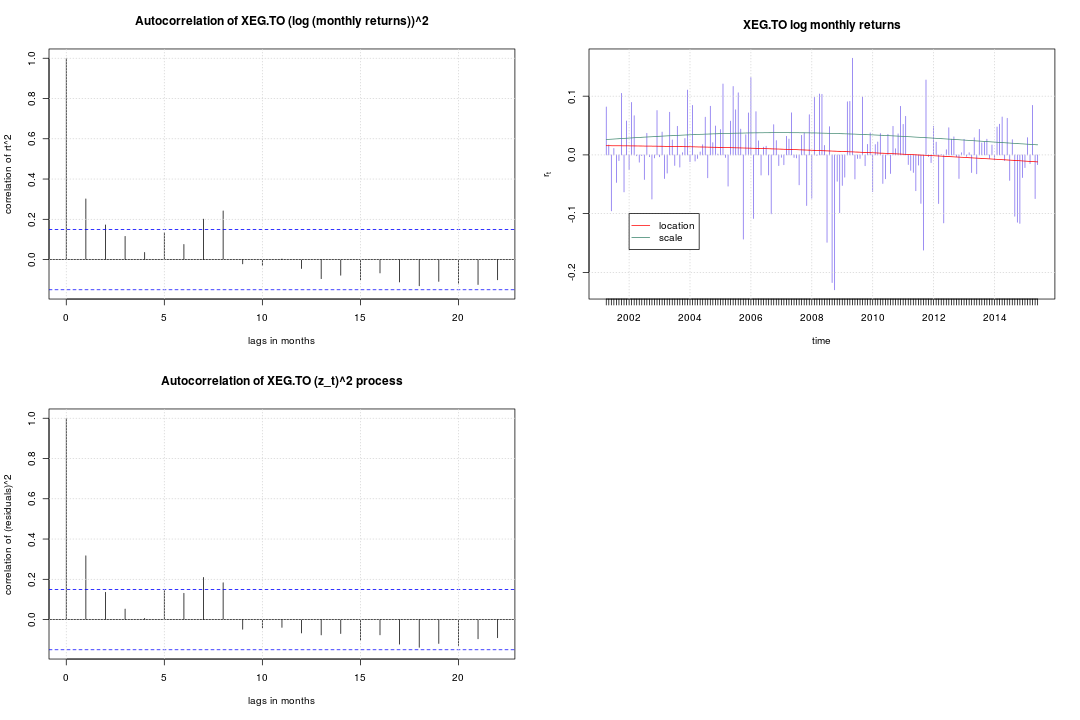 Autocorrelation of XEG.TO (log (monthly returns))^2
correlation of rt^2
1.0
0.8
0.6
0.4
0.2
0.0
0 5 10 15 20
lags in months
XEG.TO log monthly returns
r_t
0.1
0.0
-0.1
-0.2
location
scale
2002 2004 2006 2008 2010 2012 2014
time
Autocorrelation of XEG.TO (z_t)^2 process
correlation of (residuals)^2
1.0
0.8
0.6
0.4
0.2
0.0
0 5 10 15 20
lags in months